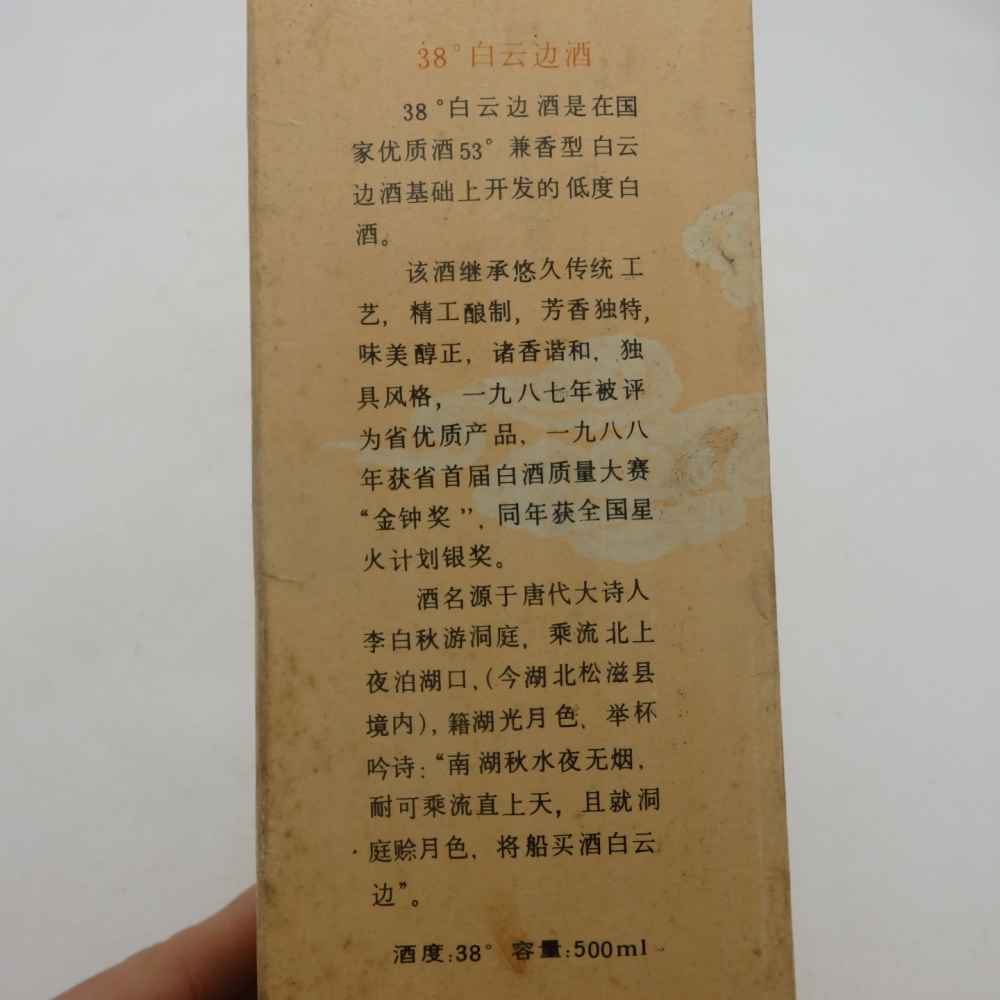 38°白云边酒
38°白云边酒是在国
家优质酒53°兼香型白云
边酒基础上开发的低度白
酒。
该酒继承悠久传统工
艺，精工酿制，芳香独特，
味美醇正，诸香谐和，独
具风格，一九八七年被评
为省优质产品，一九八八
年获省首届白酒质量大赛
“金钟奖”，同年获全国星
火计划银奖。
酒名源于唐代大诗人
李白秋游洞庭，乘流北上
夜泊湖口，(今湖北松滋县
境内)，籍湖光月色，举杯
吟诗：“南湖秋水夜无烟，
耐可乘流直上天，且就洞
庭赊月色，将船买酒白云
边”。
酒度:38° 容量:500ml